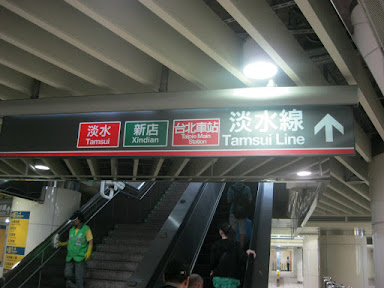 淡水
Tamsui
新店
Xindian
台北車站
Taipei Main
Station
淡水線
Tamsui Line